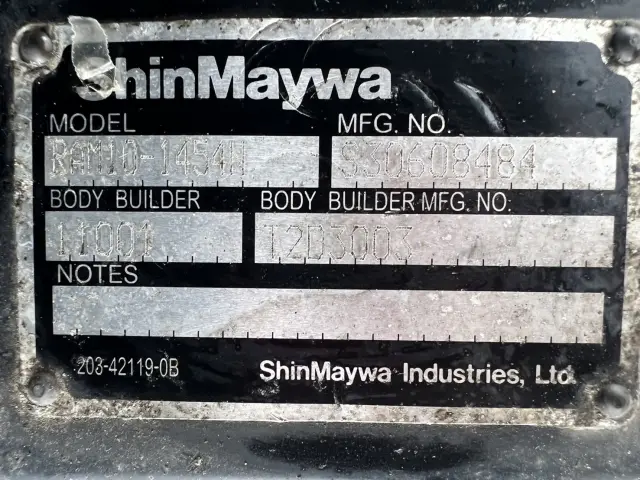 ShinMaywa
MODEL MFG. NO.
RAM10-1454H S30608484
BODY BUILDER BODY BUILDER MFG. NO.
11001 T2D3003
NOTES
203-42119-0B ShinMaywa Industries, Ltd.